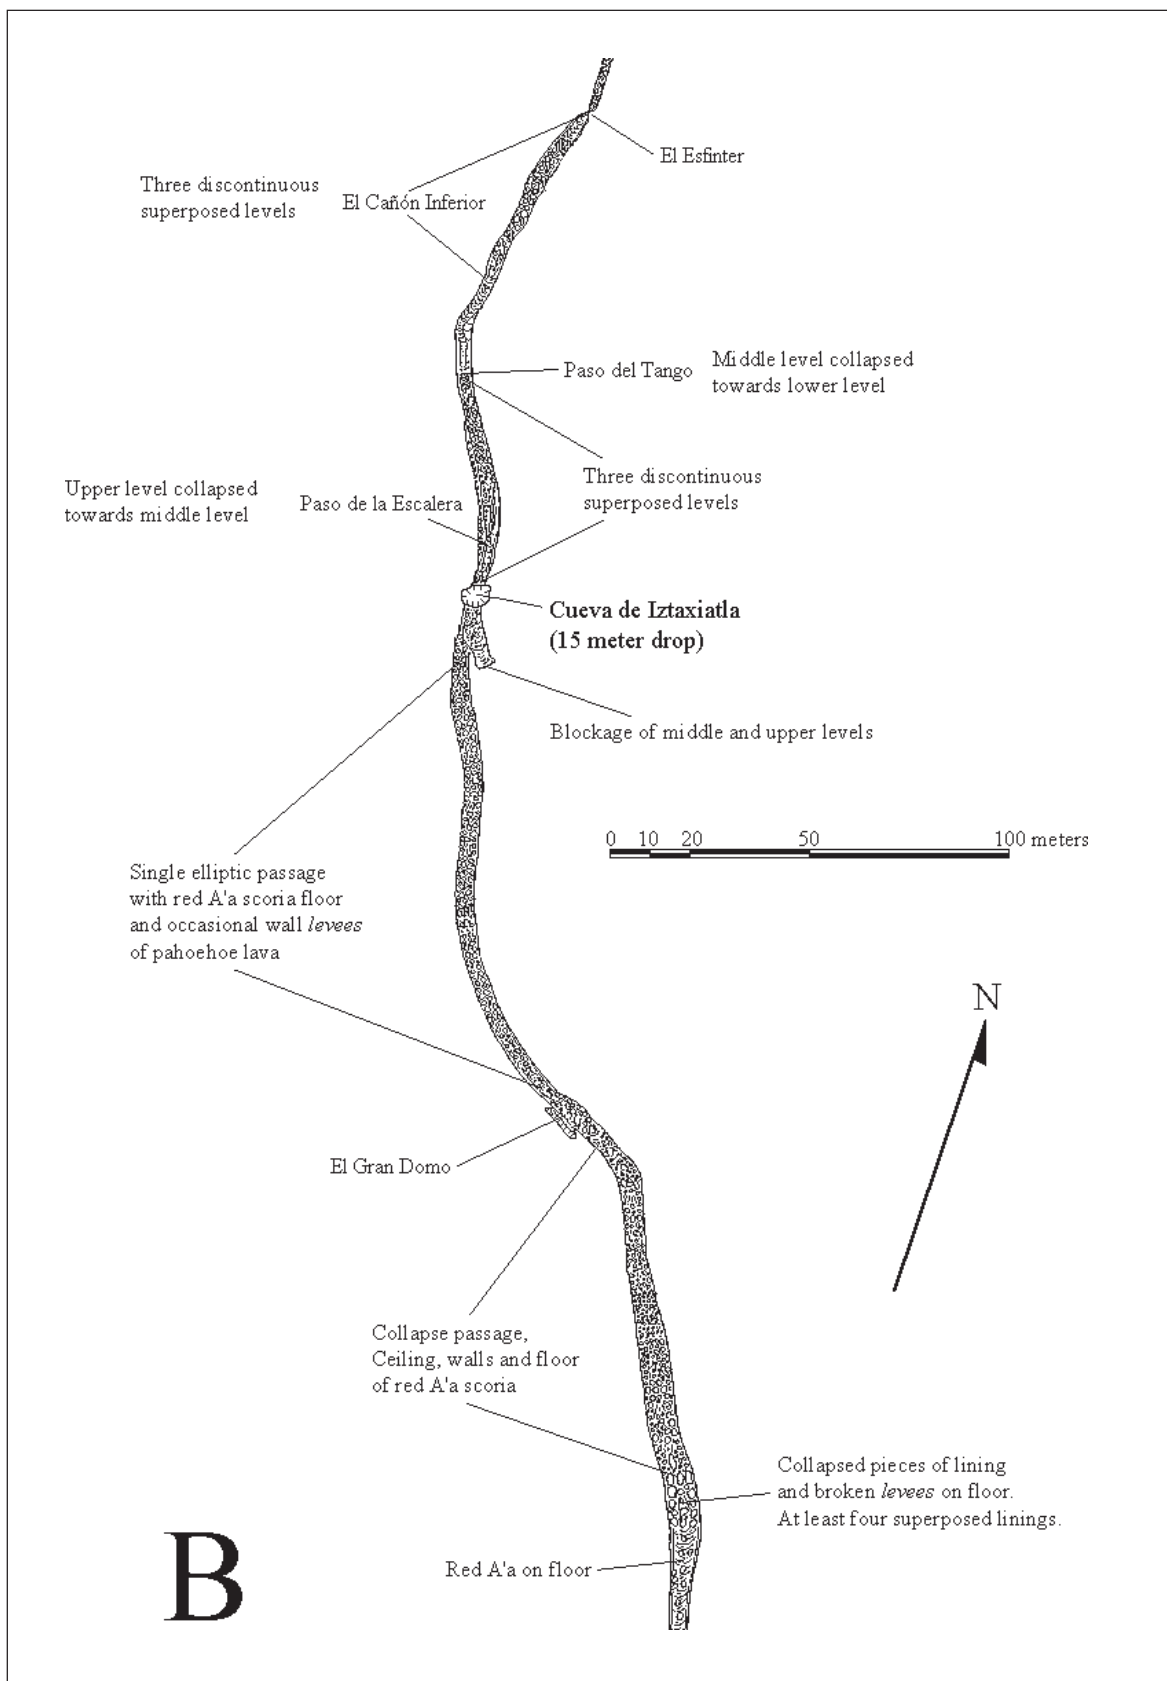 El Esfinter
Three discontinuous
superposed levels
El Cañón Inferior
Paso del Tango
Middle level collapsed
towards lower level
Three discontinuous
superposed levels
Upper level collapsed
towards middle level
Paso de la Escalera
Cueva de Iztaxiatla
(15 meter drop)
Blockage of middle and upper levels
0 10 20 50 100 meters
Single elliptic passage
with red A'a scoria floor
and occasional wall levees
of pahoehoe lava
N
El Gran Domo
Collapse passage,
Ceiling, walls and floor
of red A'a scoria
Collapsed pieces of lining
and broken levees on floor.
At least four superposed linings.
Red A'a on floor
B